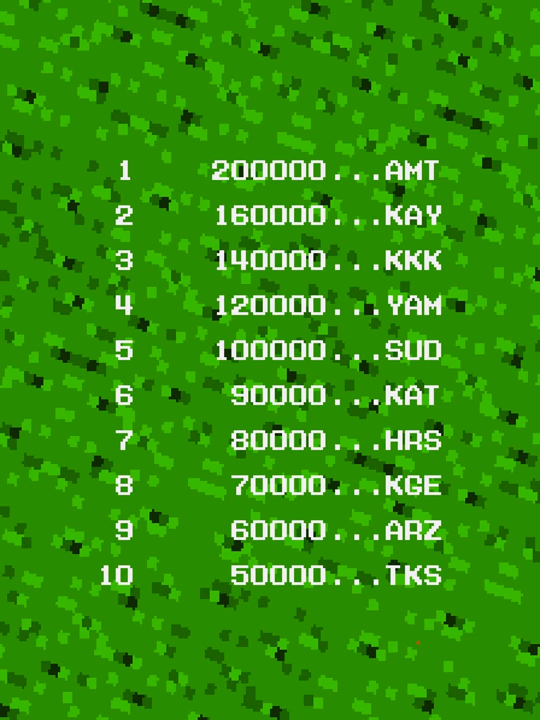 1 200000...AMT
2 160000...KAY
3 140000...KKK
4 120000...YAM
5 100000...SUD
6 90000...KAT
7 80000...HRS
8 70000...KGE
9 60000...ARZ
10 50000...TKS